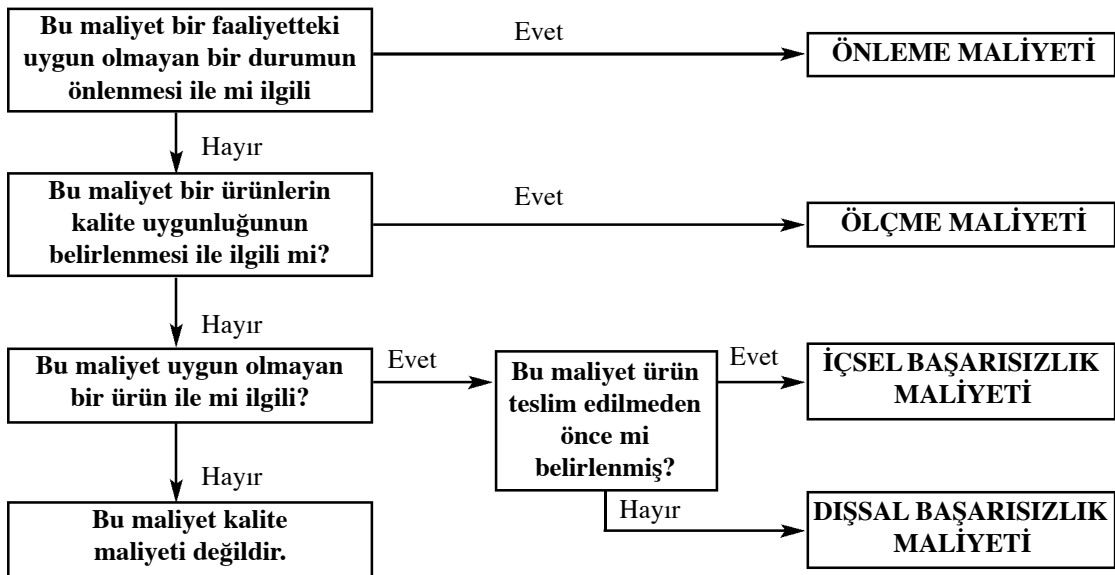 Bu maliyet bir faaliyetteki
uygun olmayan bir durumun
önlenmesi ile mi ilgili
Evet
ÖNLEME MALİYETİ
Hayır
Bu maliyet bir ürünlerin
kalite uygunluğunun
belirlenmesi ile ilgili mi?
Evet
ÖLÇME MALİYETİ
Hayır
Bu maliyet uygun olmayan
bir ürün ile mi ilgili?
Evet
Bu maliyet ürün
teslim edilmeden
önce mi
belirlenmiş?
Evet
İÇSEL BAŞARISIZLIK
MALİYETİ
Hayır
Bu maliyet kalite
maliyeti değildir.
Hayır
DIŞSAL BAŞARISIZLIK
MALİYETİ